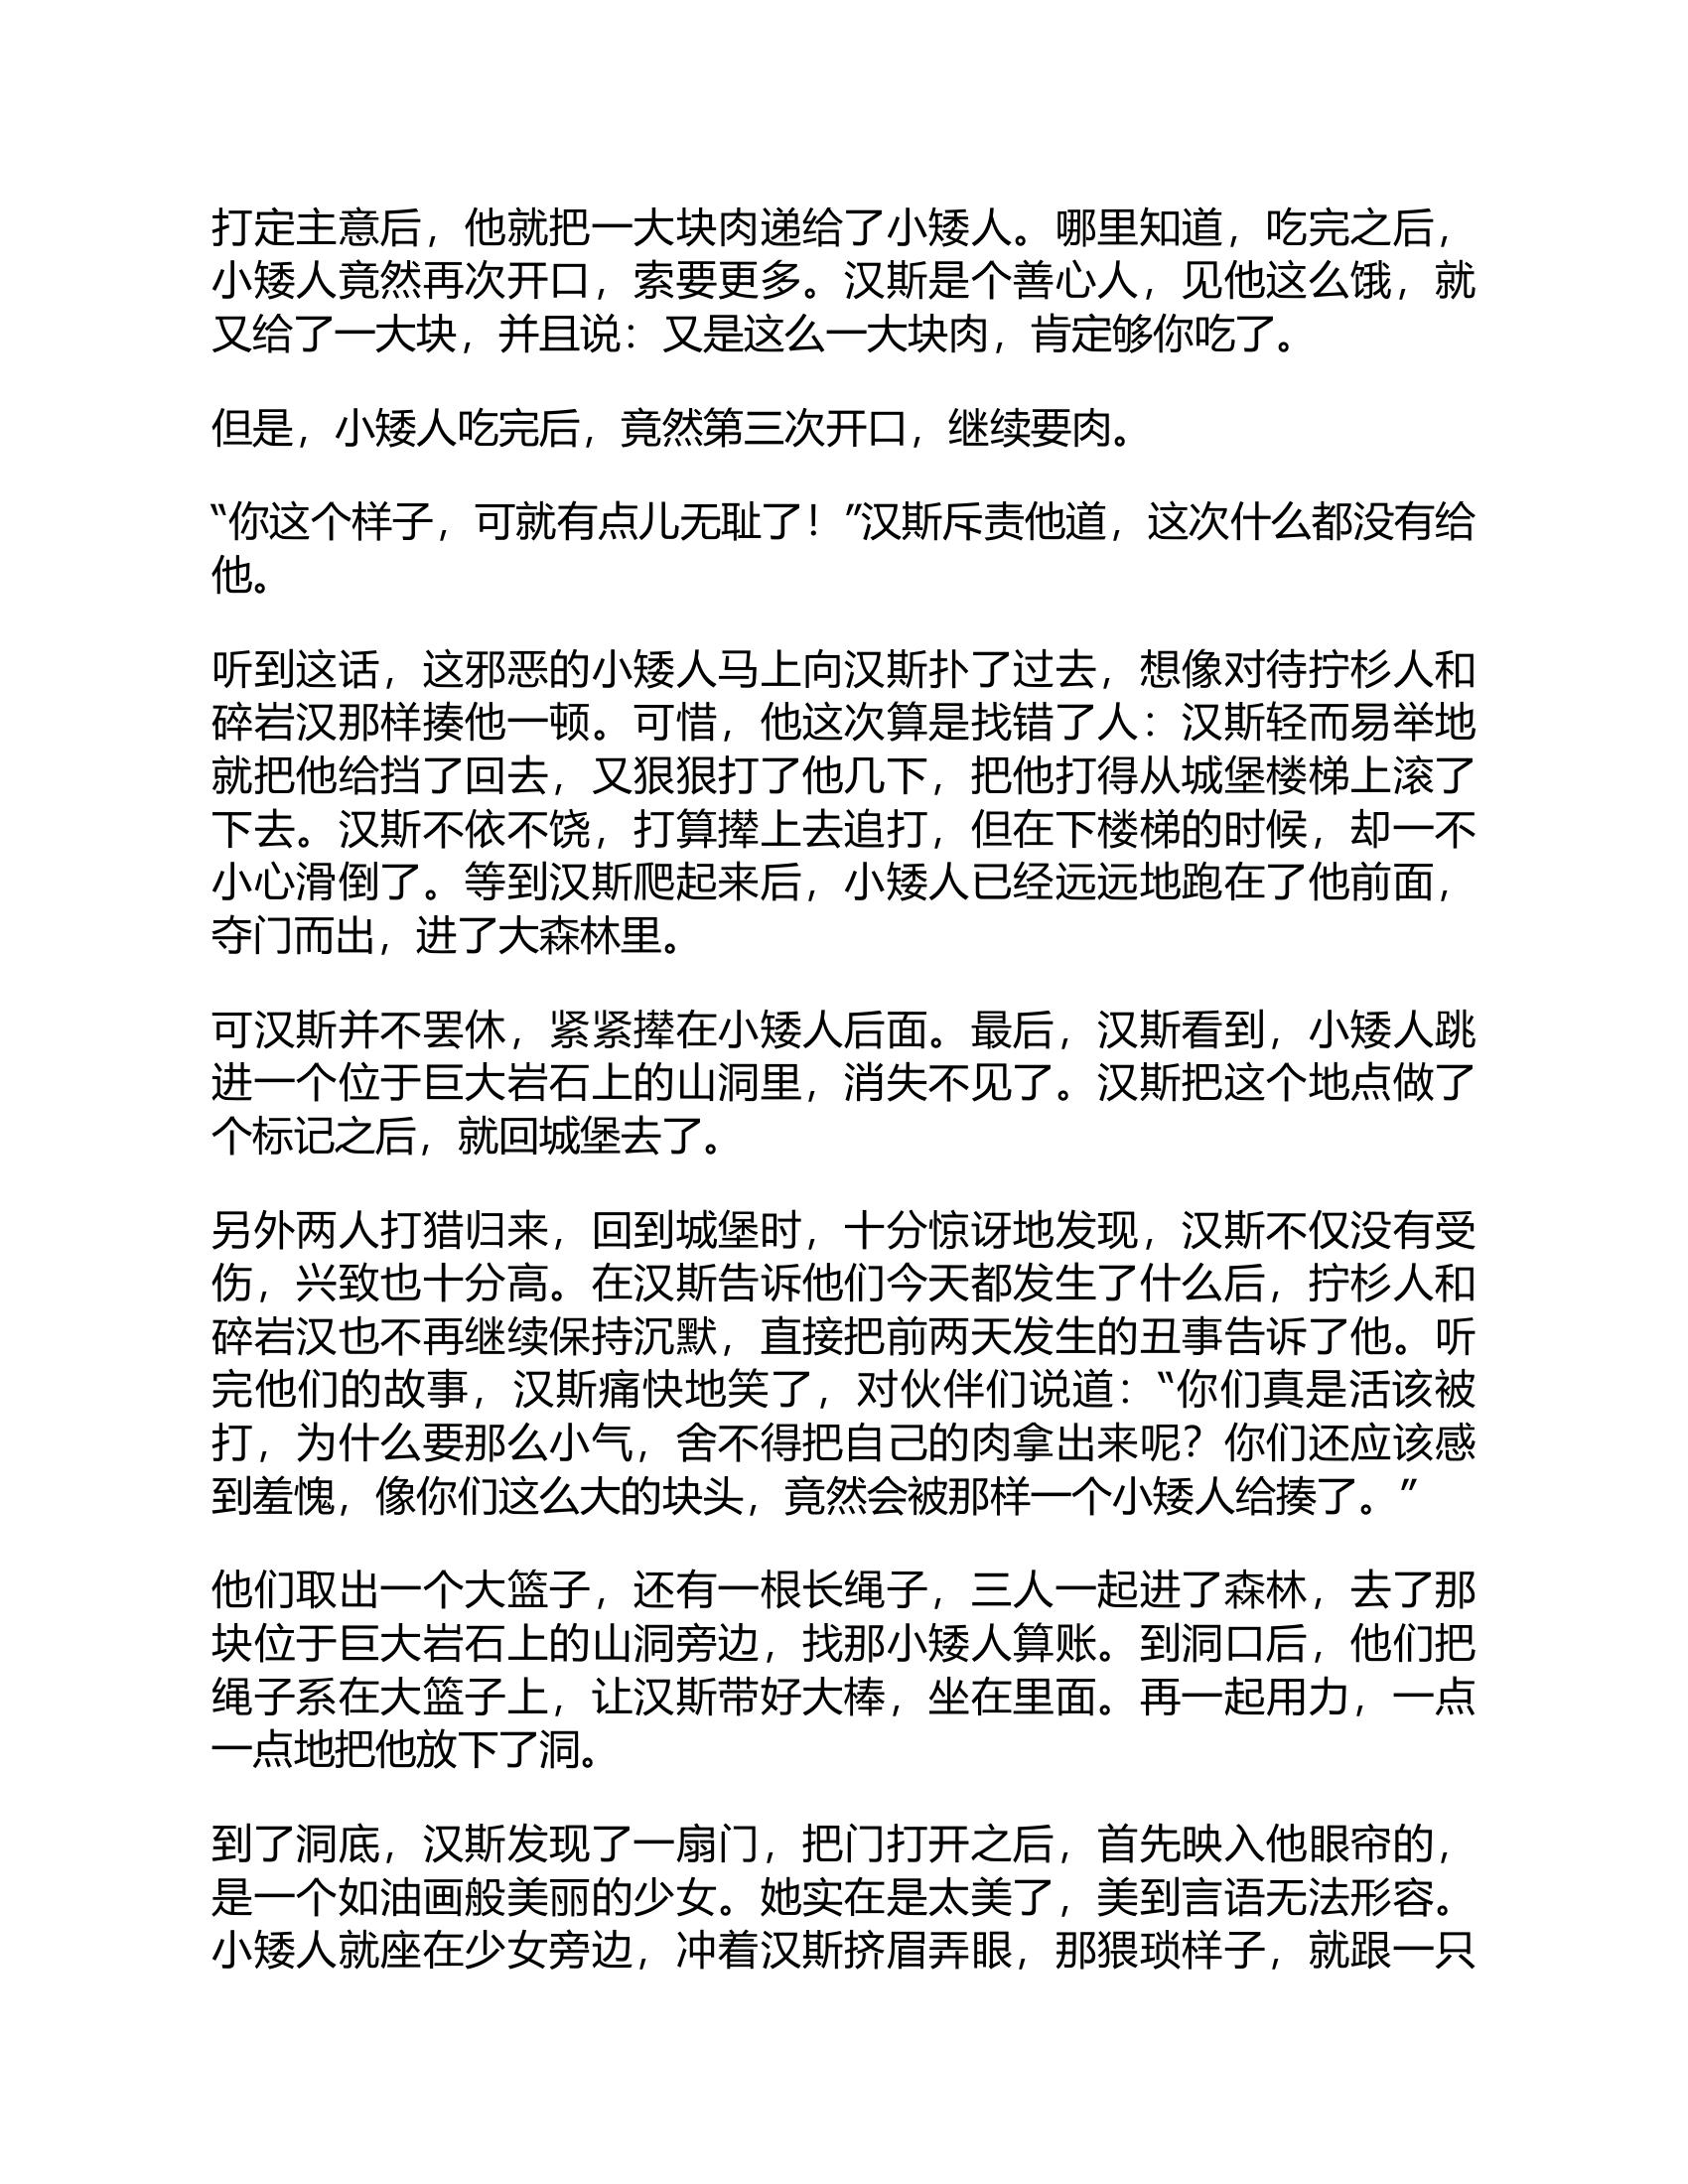 打定主意后，他就把一大块肉递给了小矮人。哪里知道，吃完之后，
小矮人竟然再次开口，索要更多。汉斯是个善心人，见他这么饿，就
又给了一大块，并且说：又是这么一大块肉，肯定够你吃了。
但是，小矮人吃完后，竟然第三次开口，继续要肉。
“你这个样子，可就有点儿无耻了！”汉斯斥责他道，这次什么都没有给
他。
听到这话，这邪恶的小矮人马上向汉斯扑了过去，想像对待拧杉人和
碎岩汉那样揍他一顿。可惜，他这次算是找错了人：汉斯轻而易举地
就把他给挡了回去，又狠狠打了他几下，把他打得从城堡楼梯上滚了
下去。汉斯不依不饶，打算撵上去追打，但在下楼梯的时候，却一不
小心滑倒了。等到汉斯爬起来后，小矮人已经远远地跑在了他前面，
夺门而出，进了大森林里。
可汉斯并不罢休，紧紧撵在小矮人后面。最后，汉斯看到，小矮人跳
进一个位于巨大岩石上的山洞里，消失不见了。汉斯把这个地点做了
个标记之后，就回城堡去了。
另外两人打猎归来，回到城堡时，十分惊讶地发现，汉斯不仅没有受
伤，兴致也十分高。在汉斯告诉他们今天都发生了什么后，拧杉人和
碎岩汉也不再继续保持沉默，直接把前两天发生的丑事告诉了他。听
完他们的故事，汉斯痛快地笑了，对伙伴们说道：“你们真是活该被
打，为什么要那么小气，舍不得把自己的肉拿出来呢？你们还应该感
到羞愧，像你们这么大的块头，竟然会被那样一个小矮人给揍了。”
他们取出一个大篮子，还有一根长绳子，三人一起进了森林，去了那
块位于巨大岩石上的山洞旁边，找那小矮人算账。到洞口后，他们把
绳子系在大篮子上，让汉斯带好大棒，坐在里面。再一起用力，一点
一点地把他放下了洞。
到了洞底，汉斯发现了一扇门，把门打开之后，首先映入他眼帘的，
是一个如油画般美丽的少女。她实在是太美了，美到言语无法形容。
小矮人就座在少女旁边，冲着汉斯挤眉弄眼，那猥琐样子，就跟一只